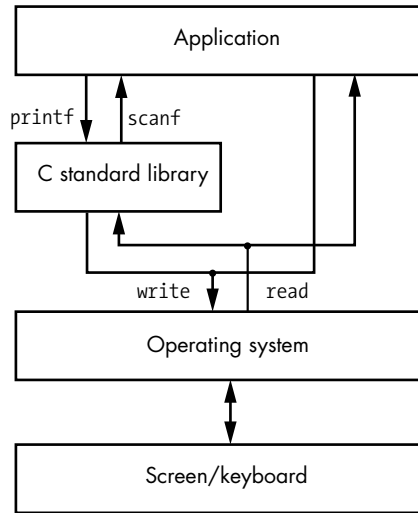 Application
printf scanf
C standard library
write read
Operating system
Screen/keyboard